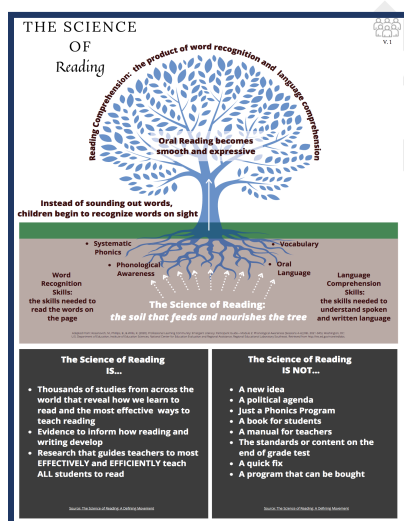 THE SCIENCE
OF
Reading
V. 1
Reading Comprehension: the product of word recognition and language comprehension
Oral Reading becomes
smooth and expressive
Instead of sounding out words,
children begin to recognize words on sight
• Systematic
Phonics
• Phonological
Awareness
• Vocabulary
• Oral
Language
Word
Recognition
Skills:
the skills needed to
read the words on
the page
Language
Comprehension
Skills:
the skills needed to
understand spoken
and written language
The Science of Reading:
the soil that feeds and nourishes the tree
The Science of Reading
IS...
• Thousands of studies from across the
world that reveal how we learn to
read and the most effective ways to
teach reading
• Evidence to inform how reading and
writing develop
• Research that guides teachers to most
EFFECTIVELY and EFFICIENTLY teach
ALL students to read
Source: The Science of Reading: A Defining Movement
The Science of Reading
IS NOT...
• A new idea
• A political agenda
• Just a Phonics Program
• A book for students
• A manual for teachers
• The standards or content on the
end of grade test
• A quick fix
• A program that can be bought
Source: The Science of Reading: A Defining Movement